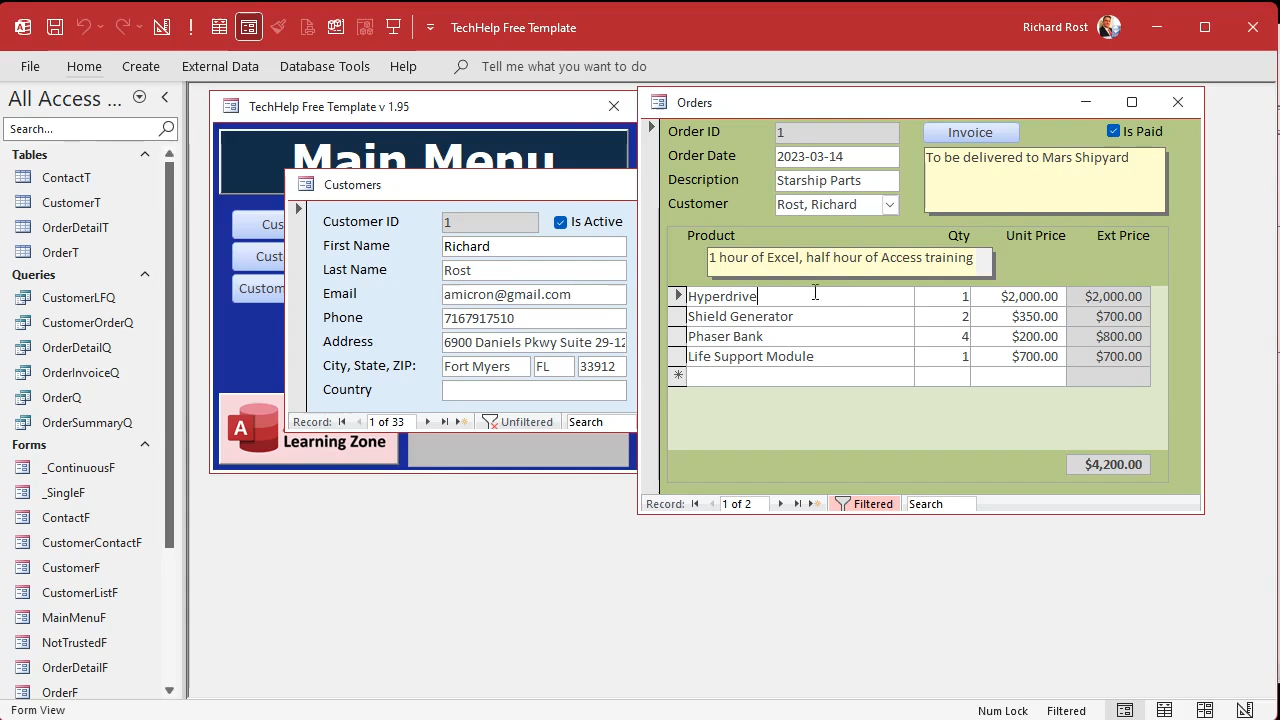 TechHelp Free Template
Richard Rost
File
Home
Create
External Data
Database Tools
Help
Tell me what you want to do
All Access ...
Search...
Tables
ContactT
CustomerT
OrderDetailT
OrderT
Queries
CustomerLFQ
CustomerOrderQ
OrderDetailQ
OrderInvoiceQ
OrderQ
OrderSummaryQ
Forms
_ContinuousF
_SingleF
ContactF
CustomerContactF
CustomerF
CustomerListF
MainMenuF
NotTrustedF
OrderDetailF
OrderF
TechHelp Free Template v 1.95
Main Menu
Cus
Cust
Custom
A
Learning Zone
Customers
Customer ID 1 Is Active
First Name Richard
Last Name Rost
Email amicron@gmail.com
Phone 7167917510
Address 6900 Daniels Pkwy Suite 29-12
City, State, ZIP: Fort Myers FL 33912
Country
Record: 1 of 33 Unfiltered Search
Orders
Order ID 1 Invoice Is Paid
Order Date 2023-03-14
Description Starship Parts
Customer Rost, Richard
To be delivered to Mars Shipyard
Product Qty Unit Price Ext Price
1 hour of Excel, half hour of Access training
Hyperdrive 1 $2,000.00 $2,000.00
Shield Generator 2 $350.00 $700.00
Phaser Bank 4 $200.00 $800.00
Life Support Module 1 $700.00 $700.00
$4,200.00
Record: 1 of 2 Filtered Search
Form View
Num Lock
Filtered